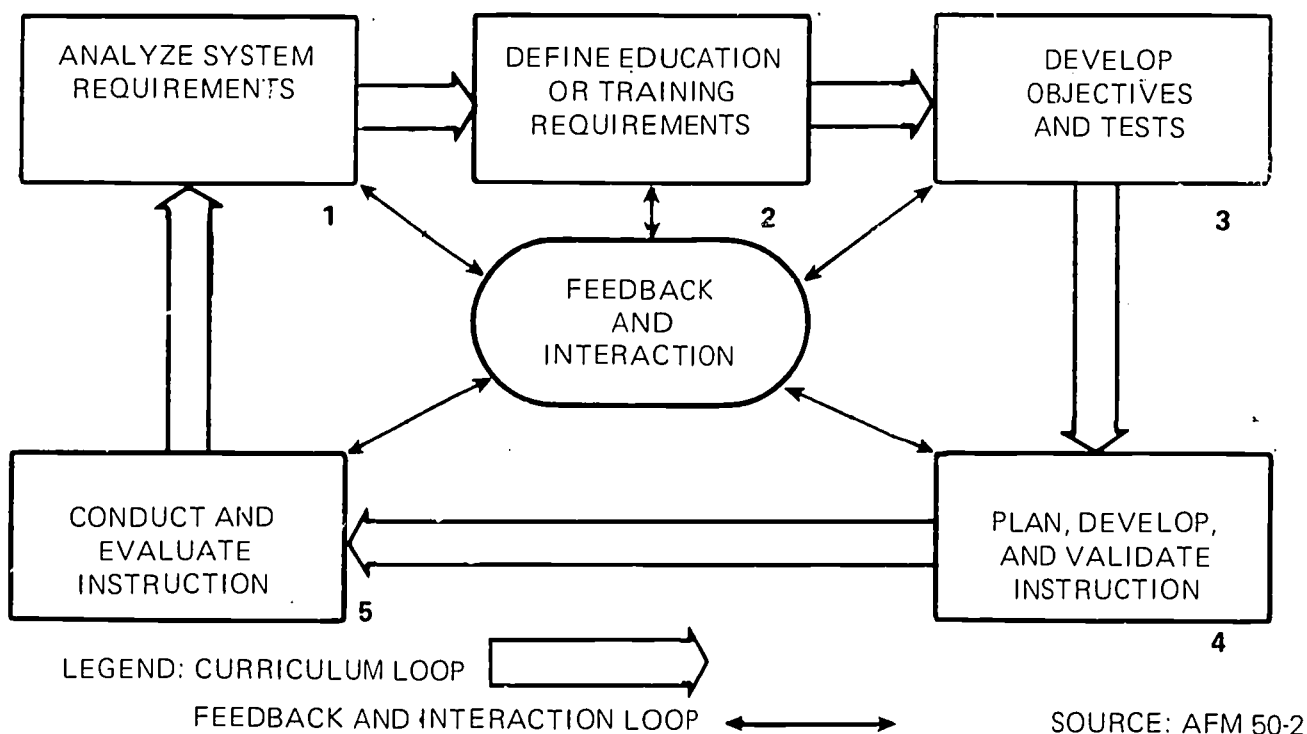 ANALYZE SYSTEM
REQUIREMENTS
1
DEFINE EDUCATION
OR TRAINING
REQUIREMENTS
2
DEVELOP
OBJECTIVES
AND TESTS
3
FEEDBACK
AND
INTERACTION
CONDUCT AND
EVALUATE
INSTRUCTION
5
PLAN, DEVELOP,
AND VALIDATE
INSTRUCTION
4
LEGEND: CURRICULUM LOOP
FEEDBACK AND INTERACTION LOOP
SOURCE: AFM 50-2